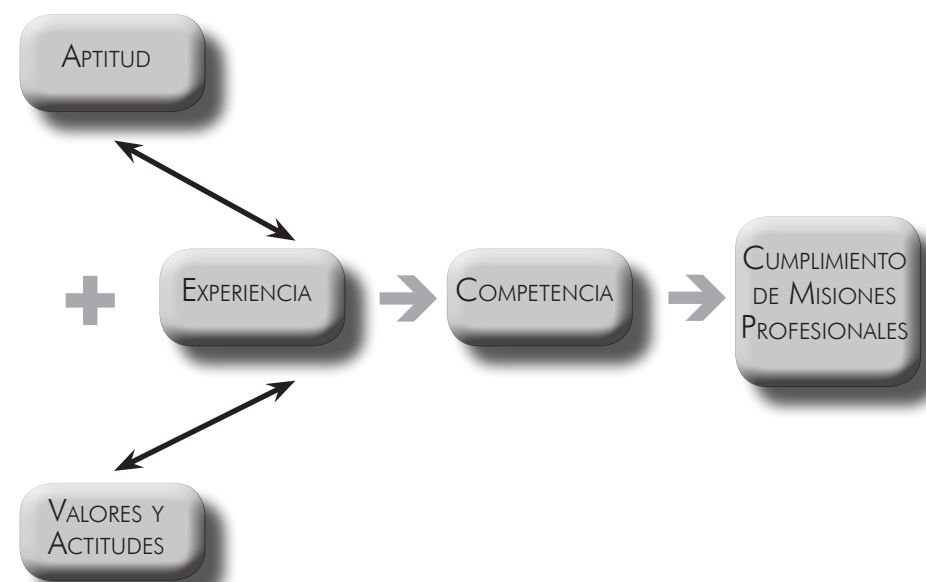 APTITUD
+
EXPERIENCIA
COMPETENCIA
CUMPLIMIENTO
DE MISIONES
PROFESIONALES
VALORES Y
ACTITUDES